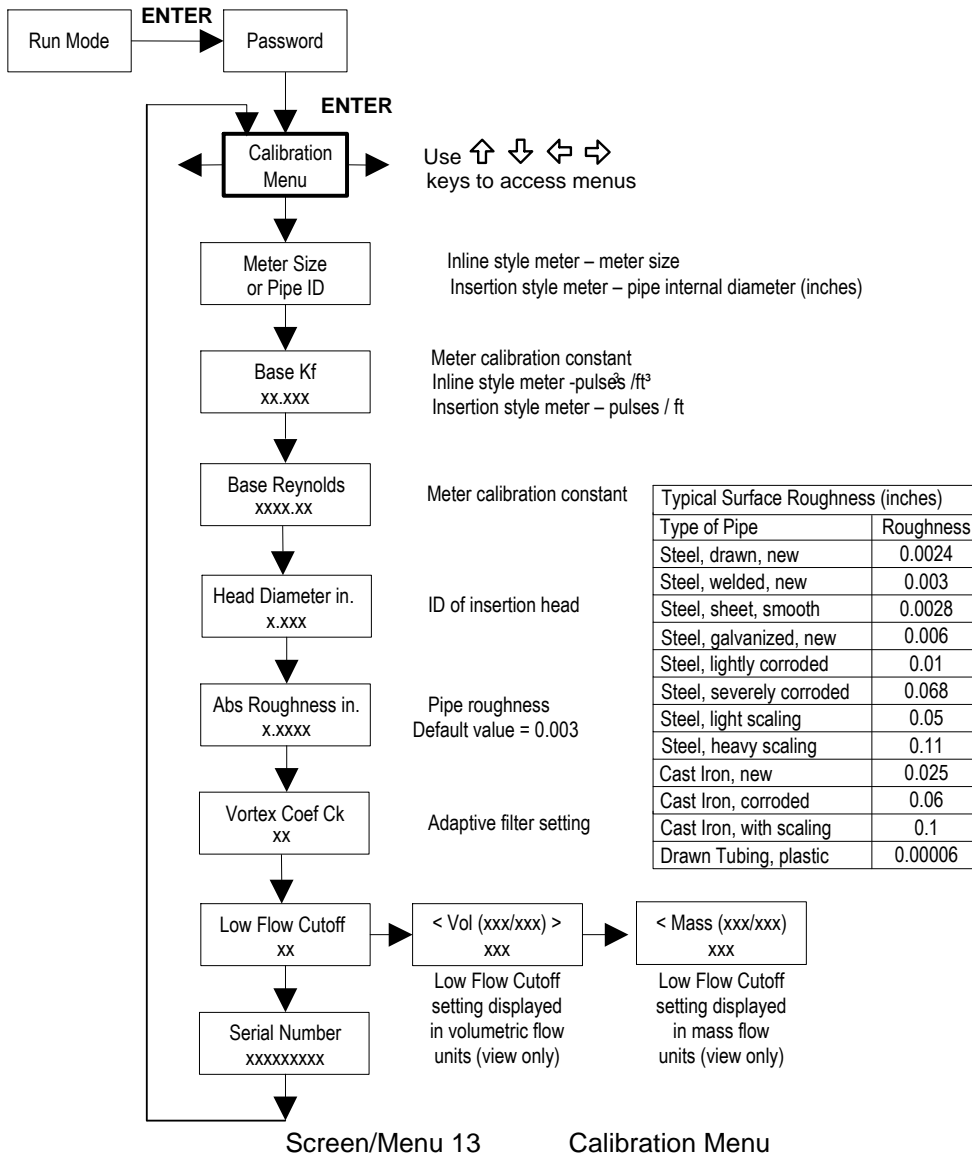 ENTER
Run Mode
Password
ENTER
Calibration
Menu
Use
keys to access menus
Meter Size
or Pipe ID
Inline style meter – meter size
Insertion style meter – pipe internal diameter (inches)
Base Kf
xx.xxx
Meter calibration constant
Inline style meter -pulses³ /ft³
Insertion style meter – pulses / ft
Base Reynolds
xxxx.xx
Meter calibration constant
Head Diameter in.
x.xxx
ID of insertion head
Abs Roughness in.
x.xxxx
Pipe roughness
Default value = 0.003
Vortex Coef Ck
xx
Adaptive filter setting
Typical Surface Roughness (inches)
Type of Pipe Roughness
Steel, drawn, new 0.0024
Steel, welded, new 0.003
Steel, sheet, smooth 0.0028
Steel, galvanized, new 0.006
Steel, lightly corroded 0.01
Steel, severely corroded 0.068
Steel, light scaling 0.05
Steel, heavy scaling 0.11
Cast Iron, new 0.025
Cast Iron, corroded 0.06
Cast Iron, with scaling 0.1
Drawn Tubing, plastic 0.00006
Low Flow Cutoff
xx
< Vol (xxx/xxx) >
xxx
Low Flow Cutoff
setting displayed
in volumetric flow
units (view only)
< Mass (xxx/xxx)
xxx
Low Flow Cutoff
setting displayed
in mass flow
units (view only)
Serial Number
xxxxxxxxx
Screen/Menu 13 Calibration Menu